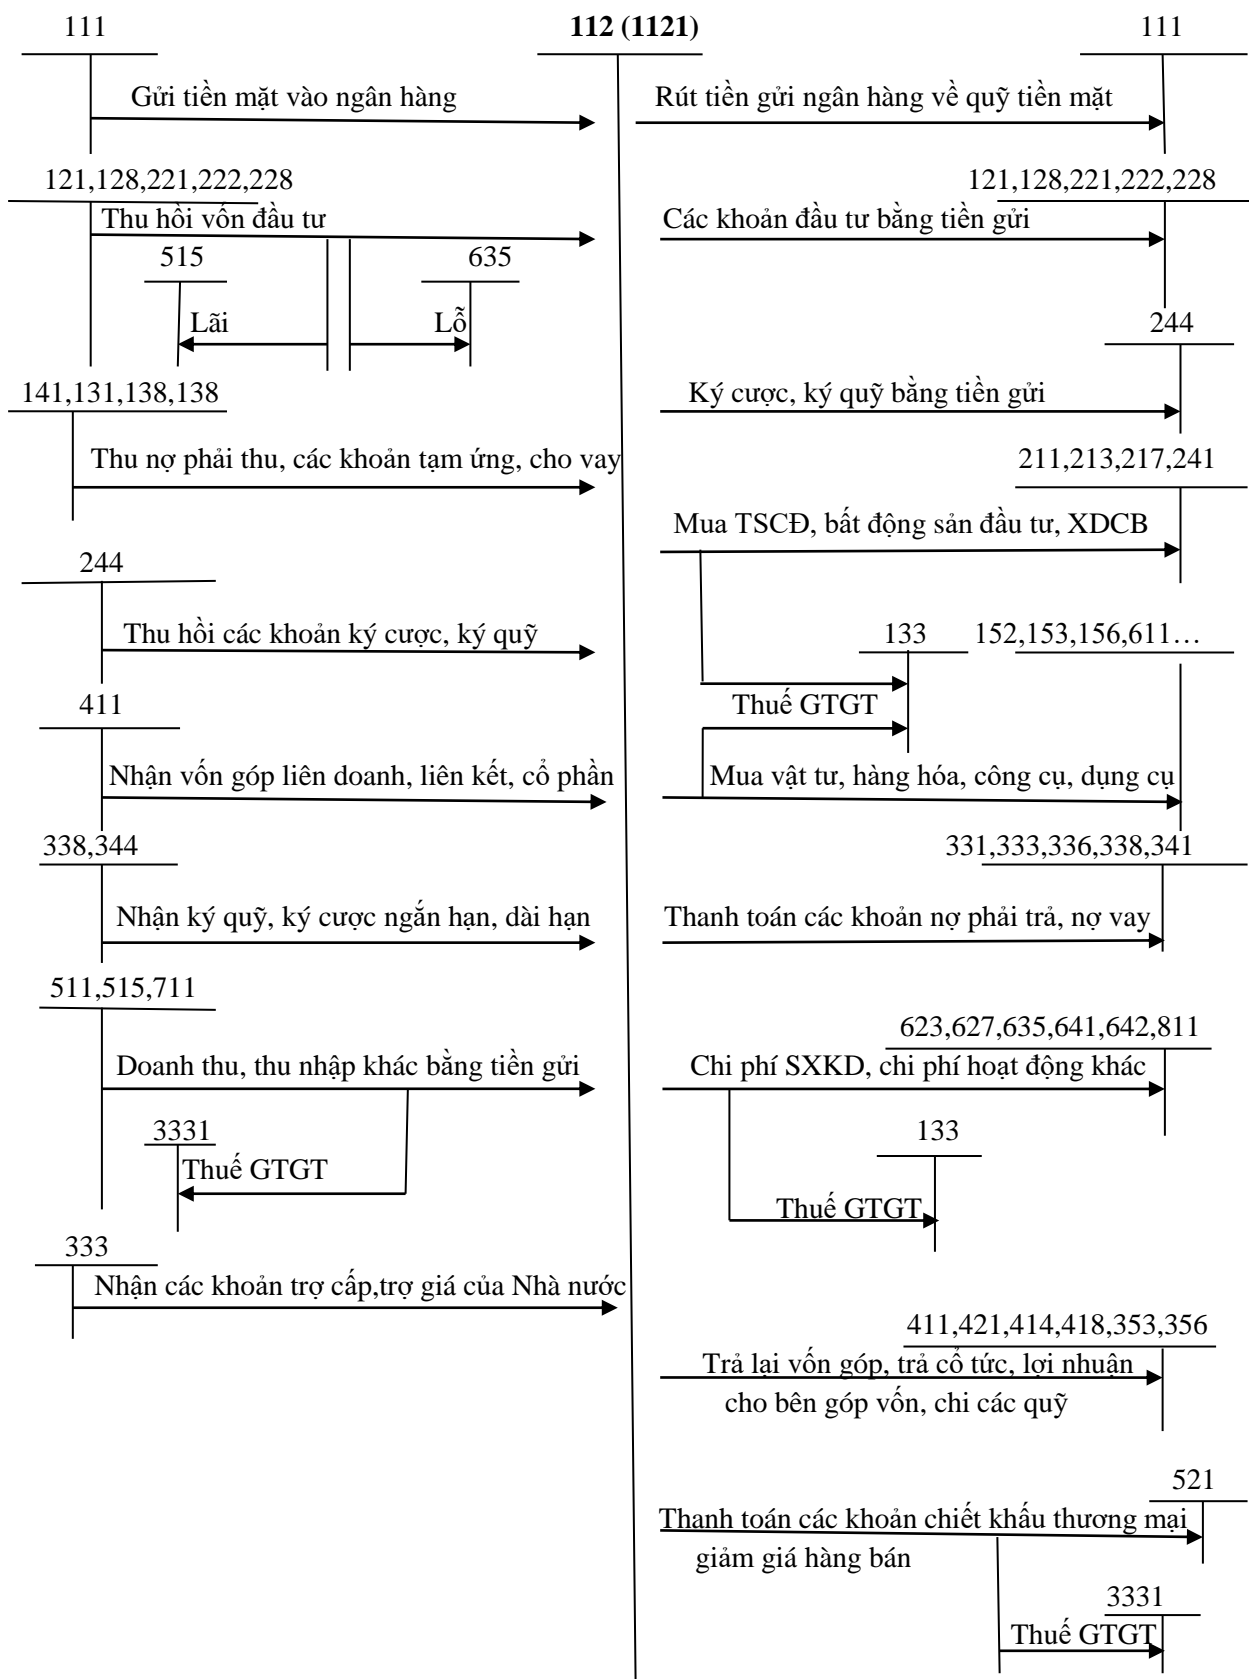 111
112 (1121)
111
Gửi tiền mặt vào ngân hàng
Rút tiền gửi ngân hàng về quỹ tiền mặt
121,128,221,222,228
121,128,221,222,228
Thu hồi vốn đầu tư
Các khoản đầu tư bằng tiền gửi
515
635
Lãi
Lỗ
244
141,131,138,138
Ký cược, ký quỹ bằng tiền gửi
Thu nợ phải thu, các khoản tạm ứng, cho vay
211,213,217,241
Mua TSCĐ, bất động sản đầu tư, XDCB
244
Thu hồi các khoản ký cược, ký quỹ
133
152,153,156,611…
Thuế GTGT
411
Nhận vốn góp liên doanh, liên kết, cổ phần
Mua vật tư, hàng hóa, công cụ, dụng cụ
338,344
331,333,336,338,341
Nhận ký quỹ, ký cược ngắn hạn, dài hạn
Thanh toán các khoản nợ phải trả, nợ vay
511,515,711
623,627,635,641,642,811
Doanh thu, thu nhập khác bằng tiền gửi
Chi phí SXKD, chi phí hoạt động khác
3331
133
Thuế GTGT
Thuế GTGT
333
Nhận các khoản trợ cấp,trợ giá của Nhà nước
411,421,414,418,353,356
Trả lại vốn góp, trả cổ tức, lợi nhuận
cho bên góp vốn, chi các quỹ
521
Thanh toán các khoản chiết khấu thương mại
giảm giá hàng bán
3331
Thuế GTGT